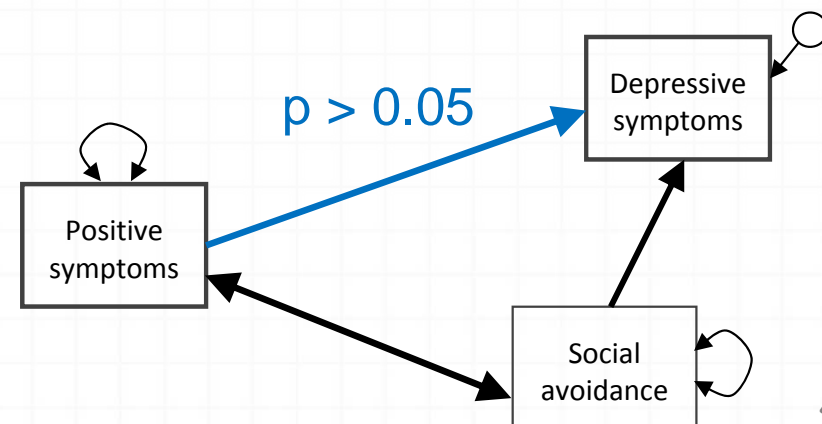 Depressive
symptoms
p > 0.05
Positive
symptoms
Social
avoidance